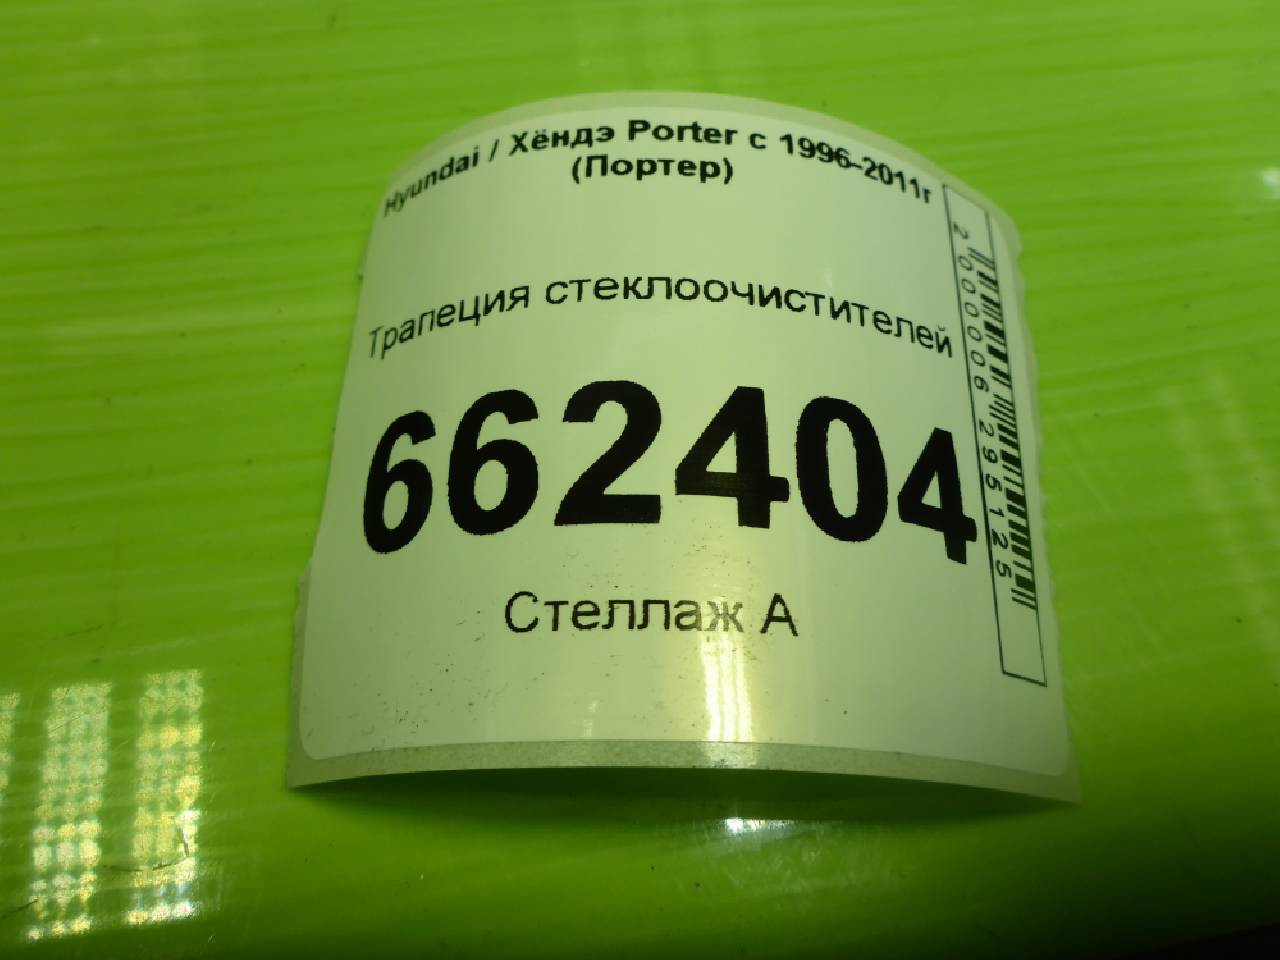 Hyundai / Хёндэ Porter с 1996-2011г
(Портер)
Трапеция стеклоочистителей
662404
Стеллаж А
2000006295125